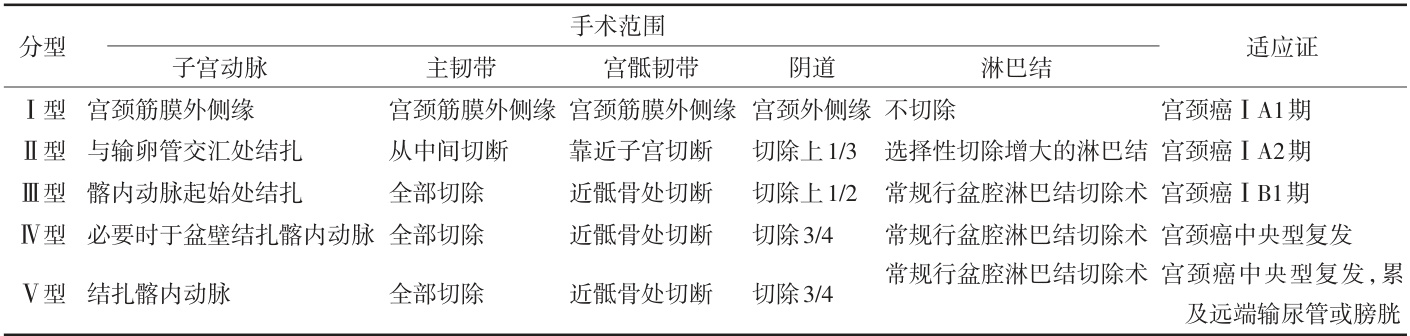 分型 手术范围 适应证
子宫动脉 主韧带 宫骶韧带 阴道 淋巴结
Ⅰ型 宫颈筋膜外侧缘 宫颈筋膜外侧缘 宫颈筋膜外侧缘 宫颈外侧缘 不切除 宫颈癌ⅠA1期
Ⅱ型 与输卵管交汇处结扎 从中间切断 靠近子宫切断 切除上1/3 选择性切除增大的淋巴结 宫颈癌ⅠA2期
Ⅲ型 髂内动脉起始处结扎 全部切除 近骶骨处切断 切除上1/2 常规行盆腔淋巴结切除术 宫颈癌ⅠB1期
Ⅳ型 必要时于盆壁结扎髂内动脉 全部切除 近骶骨处切断 切除3/4 常规行盆腔淋巴结切除术 宫颈癌中央型复发
Ⅴ型 结扎髂内动脉 全部切除 近骶骨处切断 切除3/4 常规行盆腔淋巴结切除术 宫颈癌中央型复发，累
及远端输尿管或膀胱